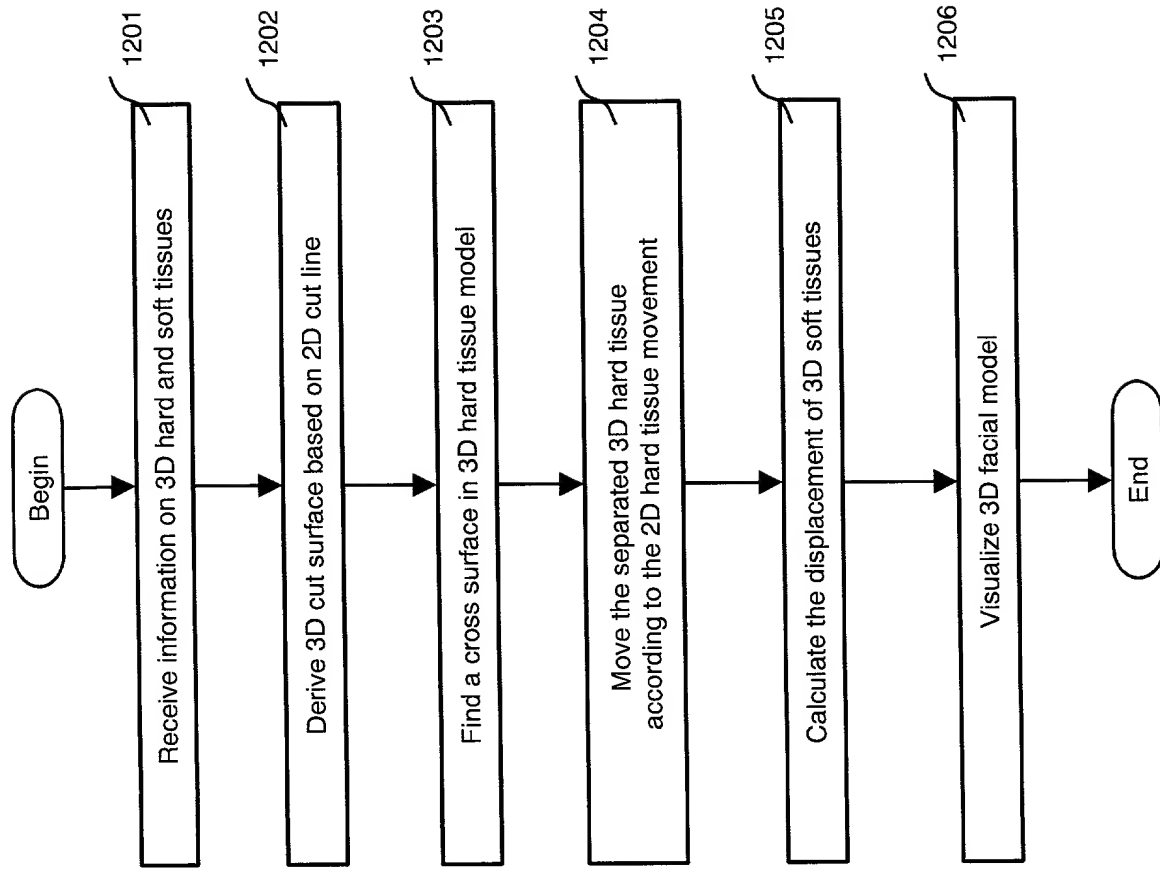 Begin
1201
Receive information on 3D hard and soft tissues
1202
Derive 3D cut surface based on 2D cut line
1203
Find a cross surface in 3D hard tissue model
1204
Move the separated 3D hard tissue
according to the 2D hard tissue movement
1205
Calculate the displacement of 3D soft tissues
1206
Visualize 3D facial model
End